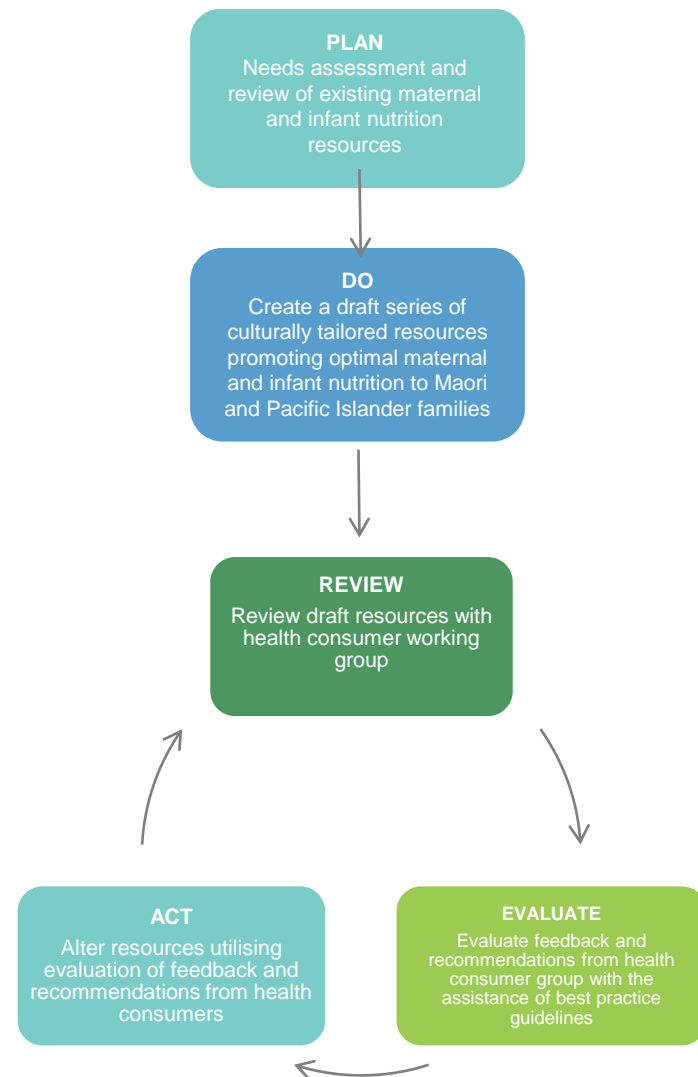 PLAN
Needs assessment and
review of existing maternal
and infant nutrition
resources
DO
Create a draft series of
culturally tailored resources
promoting optimal maternal
and infant nutrition to Maori
and Pacific Islander families
REVIEW
Review draft resources with
health consumer working
group
ACT
Alter resources utilising
evaluation of feedback and
recommendations from health
consumers
EVALUATE
Evaluate feedback and
recommendations from health
consumer group with the
assistance of best practice
guidelines